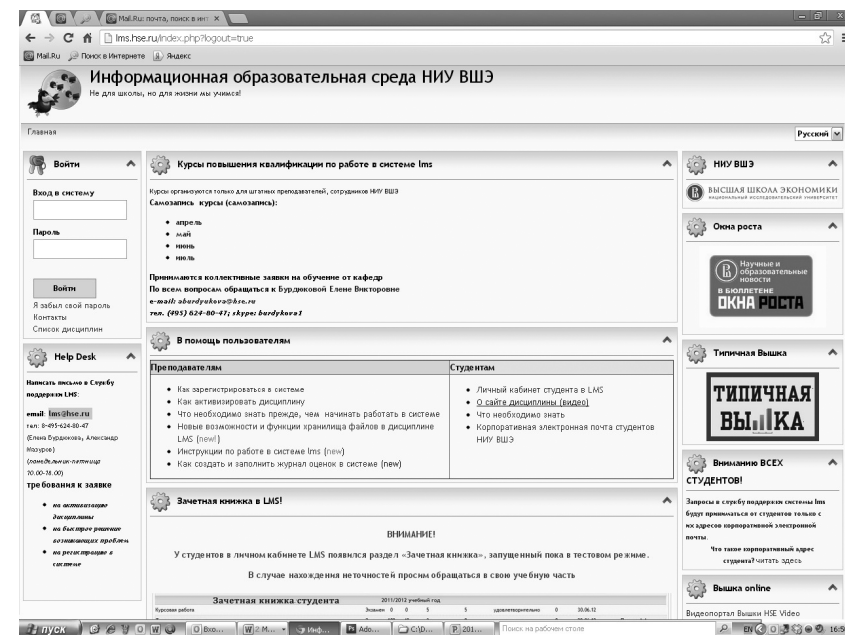 Mail.Ru: почта, поиск в инт
lms.hse.ru/index.php?logout=true
Mail.Ru Поиск в Интернете Яндекс
Информационная образовательная среда НИУ ВШЭ
Не для школы, но для жизни мы учимся!
Главная
Русский
Войти
Вход в систему
Пароль
Войти
Я забыл свой пароль
Контакты
Список дисциплин
Help Desk
Написать письмо в Службу
поддержки LMS:
email: lms@hse.ru
тел: 8-495-624-80-47
(Елена Бурдюкова, Александр
Мазуров)
(понедельник-пятница
10.00-18.00)
требования к заявке
на активизацию
дисциплины
на быстрое решение
возникающих проблем
на регистрацию в
системе
Курсы повышения квалификации по работе в системе lms
Курсы организуются только для штатных преподавателей, сотрудников НИУ ВШЭ
Самозапись курсы (самозапись):
апрель
май
июнь
июль
Принимаются коллективные заявки на обучение от кафедр
По всем вопросам обращаться к Бурдюковой Елене Викторовне
e-mail: aburdyukova@hse.ru
тел. (495) 624-80-47; skype: burdykova1
В помощь пользователям
Преподавателям
Как зарегистрироваться в системе
Как активизировать дисциплину
Что необходимо знать прежде, чем начинать работать в системе
Новые возможности и функции хранилища файлов в дисциплине
LMS (new!)
Инструкции по работе в системе lms (new)
Как создать и заполнить журнал оценок в системе (new)
Студентам
Личный кабинет студента в LMS
О сайте дисциплины (видео)
Что необходимо знать
Корпоративная электронная почта студентов
НИУ ВШЭ
Зачетная книжка в LMS!
ВНИМАНИЕ!
У студентов в личном кабинете LMS появился раздел «Зачетная книжка», запущенный пока в тестовом режиме.
В случае нахождения неточностей просим обращаться в свою учебную часть
Зачетная книжка студента 2011/2012 учебный год
Курсовая работа Экзамен 0 0 5 5 удовлетворительно 0 30.06.12
НИУ ВШЭ
ВЫСШАЯ ШКОЛА ЭКОНОМИКИ
НАЦИОНАЛЬНЫЙ ИССЛЕДОВАТЕЛЬСКИЙ УНИВЕРСИТЕТ
Окна роста
Научные и
образовательные
новости
В БЮЛЛЕТЕНЕ
ОКНА РОСТА
Типичная Вышка
ТИПИЧНАЯ
ВЫШКА
Вниманию ВСЕХ
СТУДЕНТОВ!
Запросы в службу поддержки системы lms
будут приниматься от студентов только с
их адресов корпоративной электронной
почты.
Что такое корпоративный адрес
студента? читать здесь
Вышка online
Видеопортал Вышки HSE Video
пуск Вхо... 2 М... Инф... Ado... C:\D... 201... Поиск на рабочем столе EN 16:5